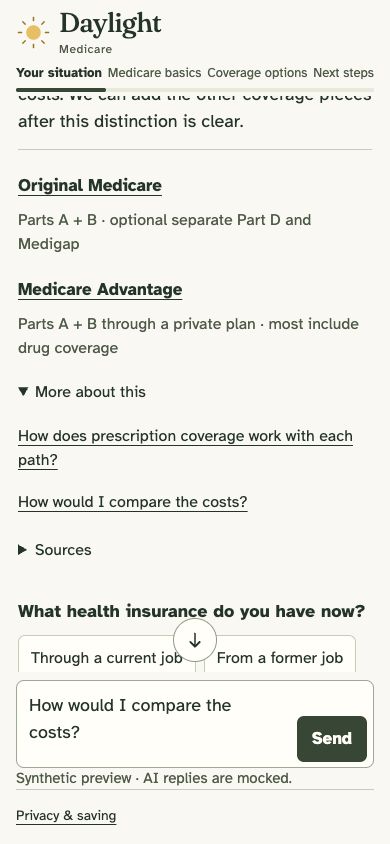 Daylight
Medicare
Your situation Medicare basics Coverage options Next steps
costs. We can add the other coverage pieces
after this distinction is clear.
Original Medicare
Parts A + B · optional separate Part D and
Medigap
Medicare Advantage
Parts A + B through a private plan · most include
drug coverage
▼ More about this
How does prescription coverage work with each
path?
How would I compare the costs?
▶ Sources
What health insurance do you have now?
Through a current job From a former job
How would I compare the
costs?
Send
Synthetic preview · AI replies are mocked.
Privacy & saving